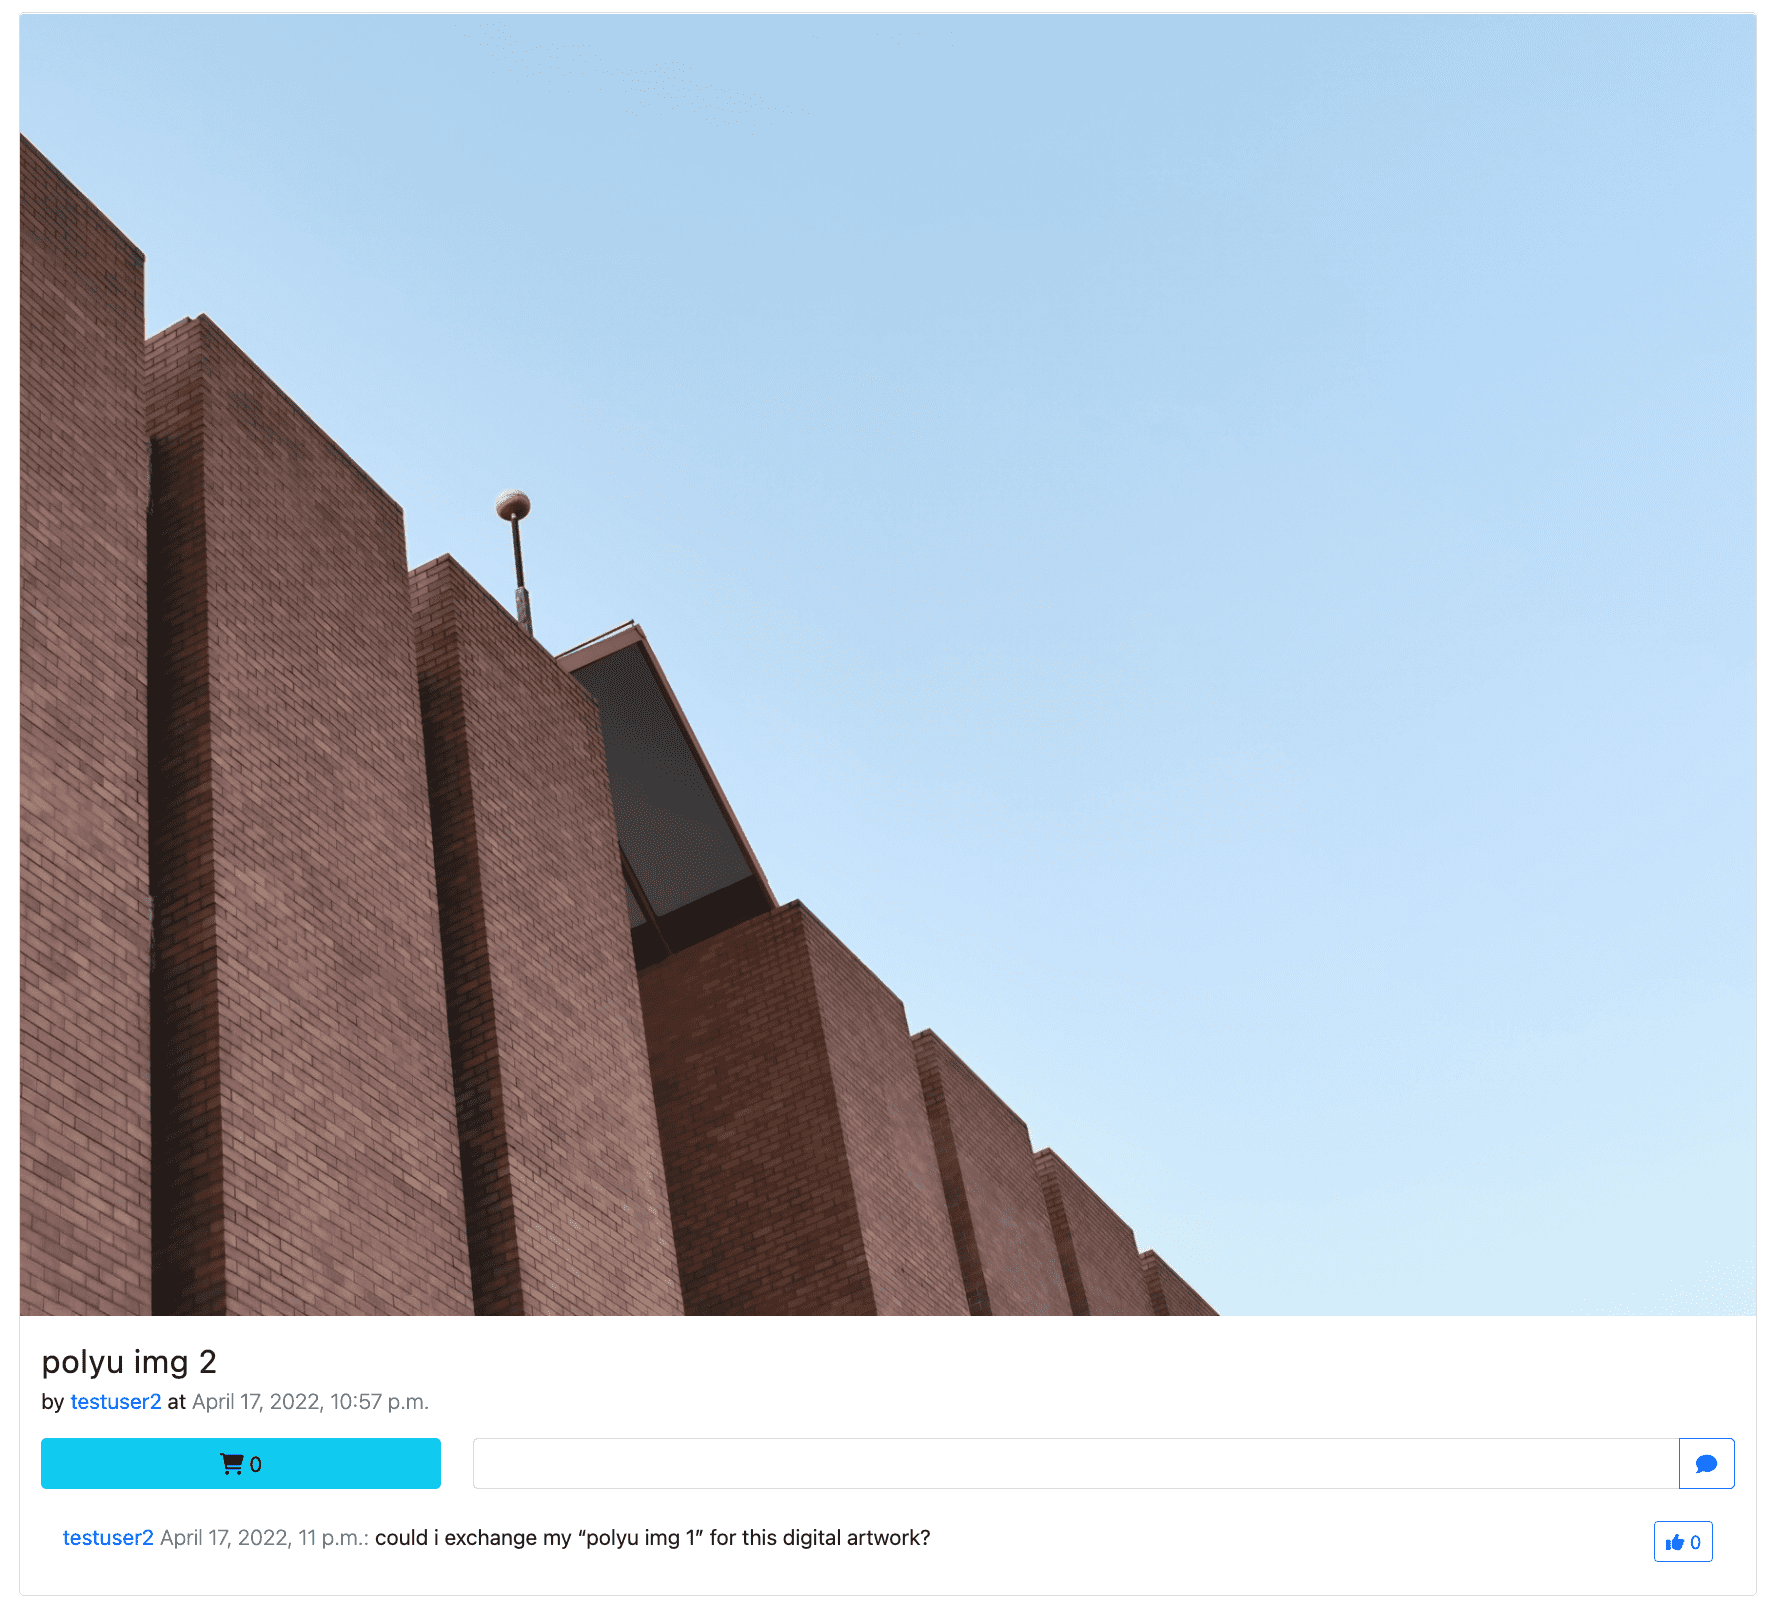 polyu img 2
by testuser2 at April 17, 2022, 10:57 p.m.
0
testuser2 April 17, 2022, 11 p.m.: could i exchange my “polyu img 1” for this digital artwork?
0